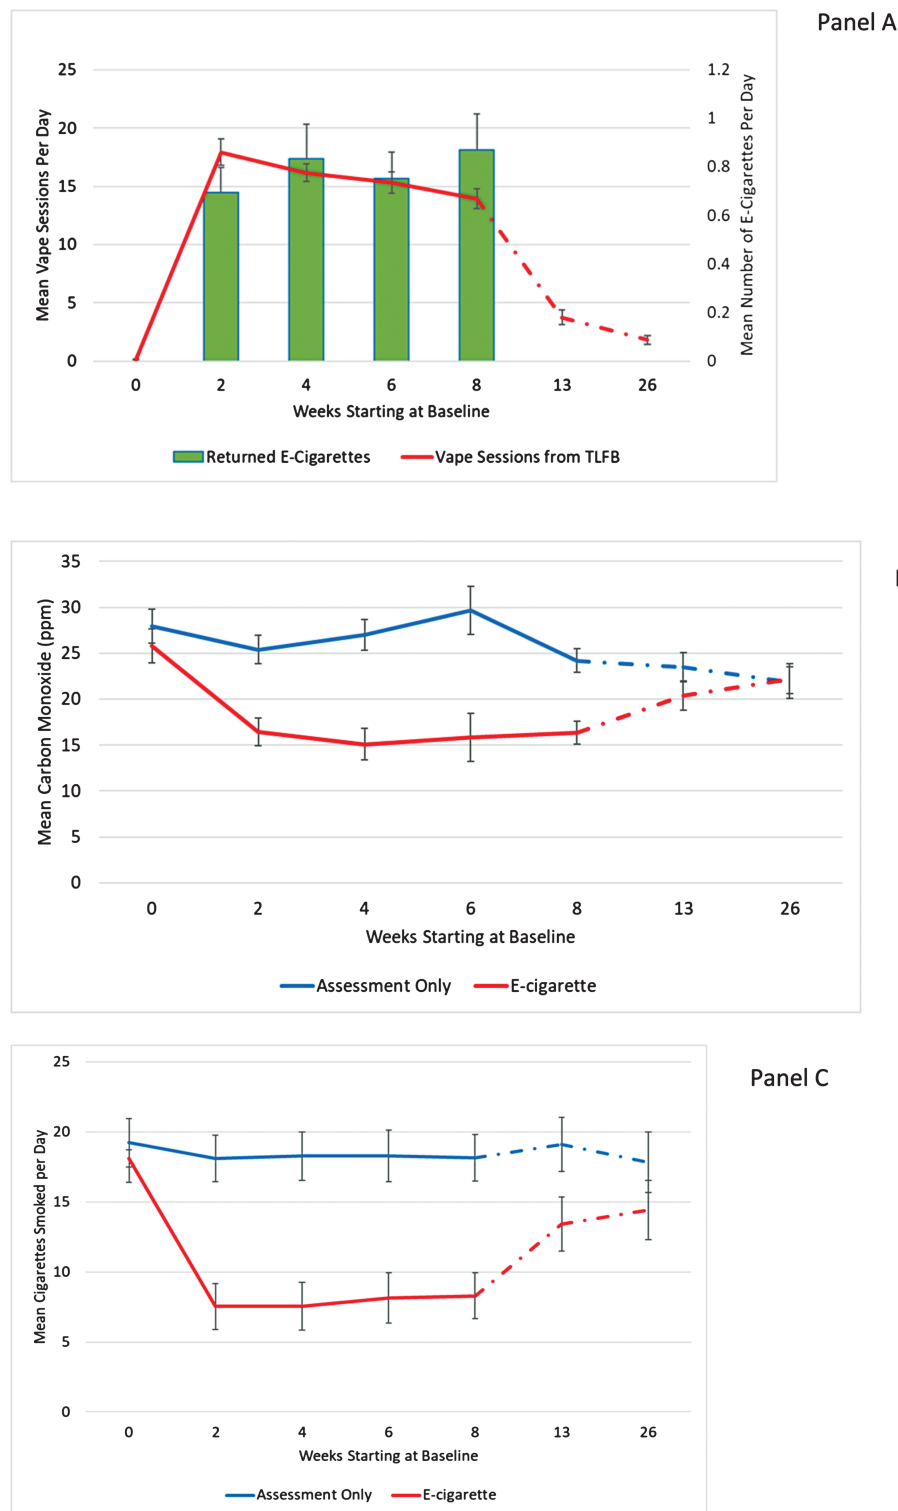 Panel A
25
20
15
10
5
0
Mean Vape Sessions Per Day
1.2
1
0.8
0.6
0.4
0.2
0
Mean Number of E-Cigarettes Per Day
0 2 4 6 8 13 26
Weeks Starting at Baseline
Returned E-Cigarettes Vape Sessions from TLFB
35
30
25
20
15
10
5
0
Mean Carbon Monoxide (ppm)
0 2 4 6 8 13 26
Weeks Starting at Baseline
Assessment Only E-cigarette
Panel C
25
20
15
10
5
0
Mean Cigarettes Smoked per Day
0 2 4 6 8 13 26
Weeks Starting at Baseline
Assessment Only E-cigarette